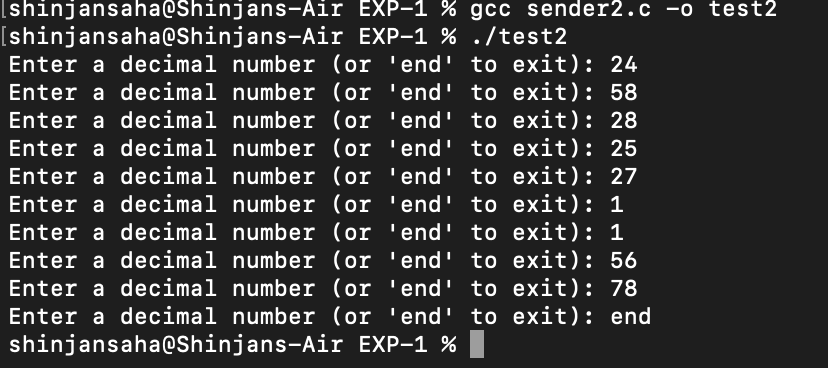 [shinjansaha@Shinjans-Air EXP-1 % gcc sender2.c -o test2
[shinjansaha@Shinjans-Air EXP-1 % ./test2
Enter a decimal number (or 'end' to exit): 24
Enter a decimal number (or 'end' to exit): 58
Enter a decimal number (or 'end' to exit): 28
Enter a decimal number (or 'end' to exit): 25
Enter a decimal number (or 'end' to exit): 27
Enter a decimal number (or 'end' to exit): 1
Enter a decimal number (or 'end' to exit): 1
Enter a decimal number (or 'end' to exit): 56
Enter a decimal number (or 'end' to exit): 78
Enter a decimal number (or 'end' to exit): end
shinjansaha@Shinjans-Air EXP-1 %